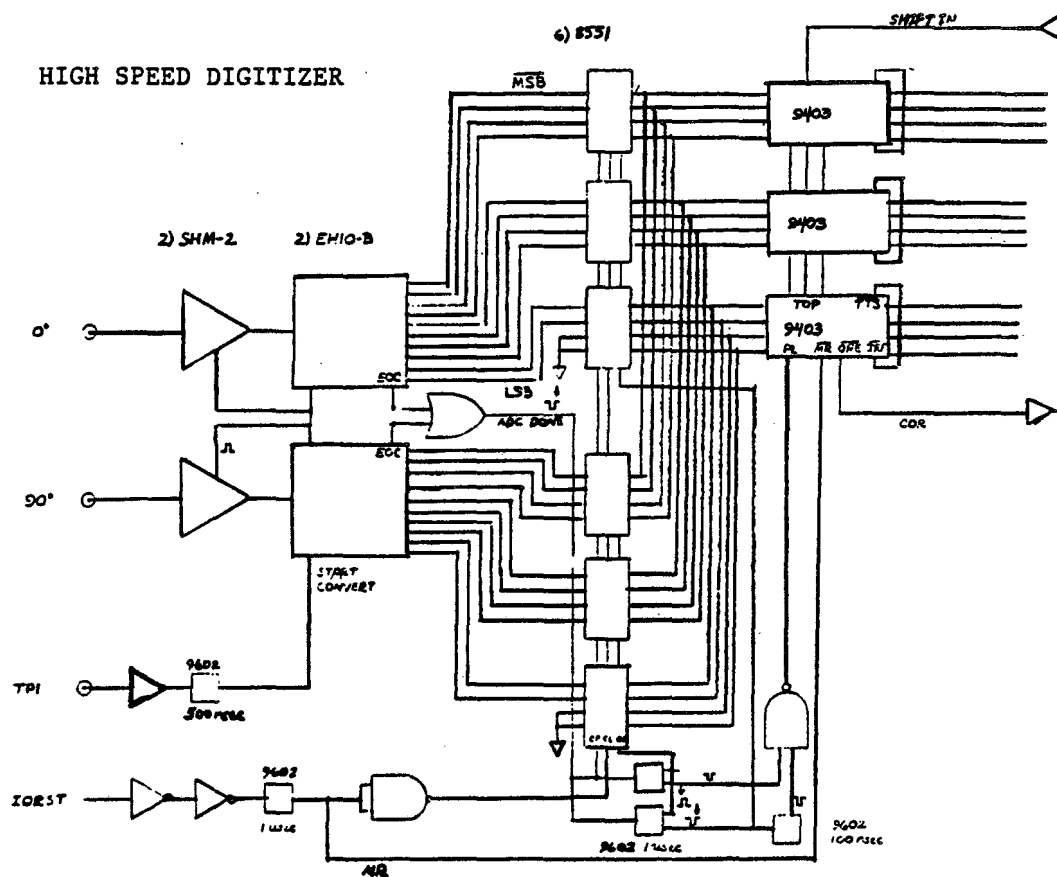 SHIFT IN
6) 8551
HIGH SPEED DIGITIZER
MSB
9403
9403
2) SHM-2
2) EH10-B
TOP
9403
PL
MR
0°
EOC
LSB
ADC DONE
COR
EOC
90°
START
CONVERT
9602
TP1
500 nsec
9602
IORST
1 usec
9602 1 usec
9602
100 nsec
MR